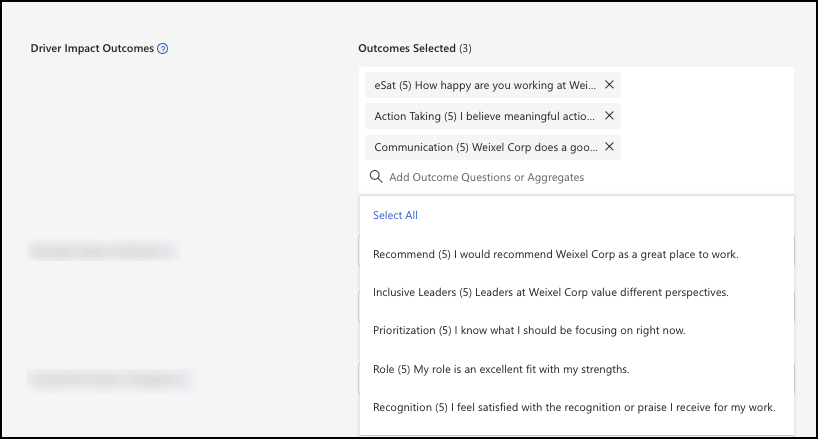 Driver Impact Outcomes
Outcomes Selected (3)
eSat (5) How happy are you working at Wei...
Action Taking (5) I believe meaningful actio...
Communication (5) Weixel Corp does a goo...
Add Outcome Questions or Aggregates
Select All
Recommend (5) I would recommend Weixel Corp as a great place to work.
Inclusive Leaders (5) Leaders at Weixel Corp value different perspectives.
Prioritization (5) I know what I should be focusing on right now.
Role (5) My role is an excellent fit with my strengths.
Recognition (5) I feel satisfied with the recognition or praise I receive for my work.